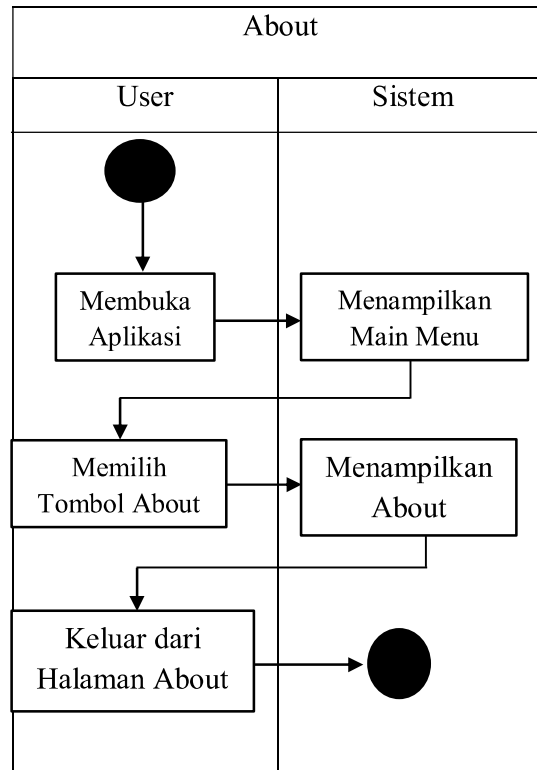 About
User
Sistem
Membuka
Aplikasi
Menampilkan
Main Menu
Memilih
Tombol About
Menampilkan
About
Keluar dari
Halaman About